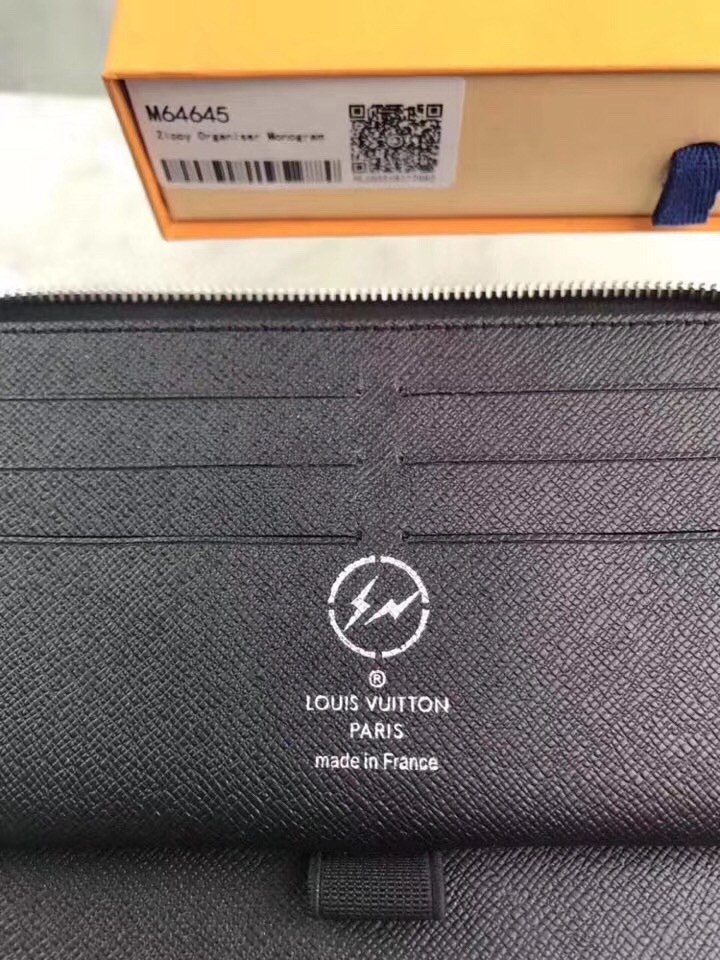 M64645
Zippy Organiser Monogram
®
LOUIS VUITTON
PARIS
made in France